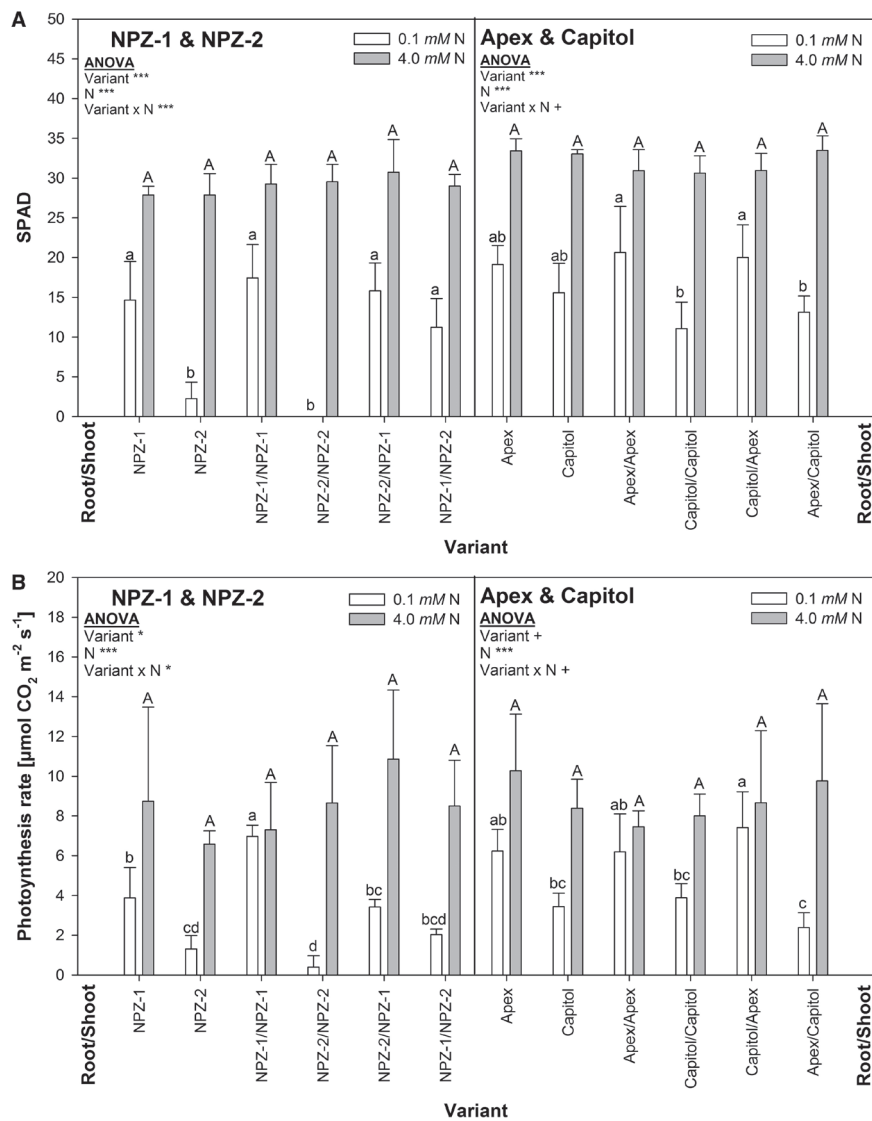 A
NPZ-1 & NPZ-2
0.1 mM N
4.0 mM N
ANOVA
Variant ***
N ***
Variant x N ***
Apex & Capitol
0.1 mM N
4.0 mM N
ANOVA
Variant ***
N ***
Variant x N +
SPAD
50
45
40
35
30
25
20
15
10
5
0
a A b A a A b A a A a A
ab A ab A a A b A a A b A
Root/Shoot
NPZ-1
NPZ-2
NPZ-1/NPZ-1
NPZ-2/NPZ-2
NPZ-2/NPZ-1
NPZ-1/NPZ-2
Apex
Capitol
Apex/Apex
Capitol/Capitol
Capitol/Apex
Apex/Capitol
Root/Shoot
Variant
B
NPZ-1 & NPZ-2
0.1 mM N
4.0 mM N
ANOVA
Variant *
N ***
Variant x N *
Apex & Capitol
0.1 mM N
4.0 mM N
ANOVA
Variant +
N ***
Variant x N +
Photoynthesis rate [µmol CO₂ m⁻² s⁻¹]
20
18
16
14
12
10
8
6
4
2
0
b A cd A a A d A bc A bcd A
ab A bc A ab A bc A a A c A
Root/Shoot
NPZ-1
NPZ-2
NPZ-1/NPZ-1
NPZ-2/NPZ-2
NPZ-2/NPZ-1
NPZ-1/NPZ-2
Apex
Capitol
Apex/Apex
Capitol/Capitol
Capitol/Apex
Apex/Capitol
Root/Shoot
Variant